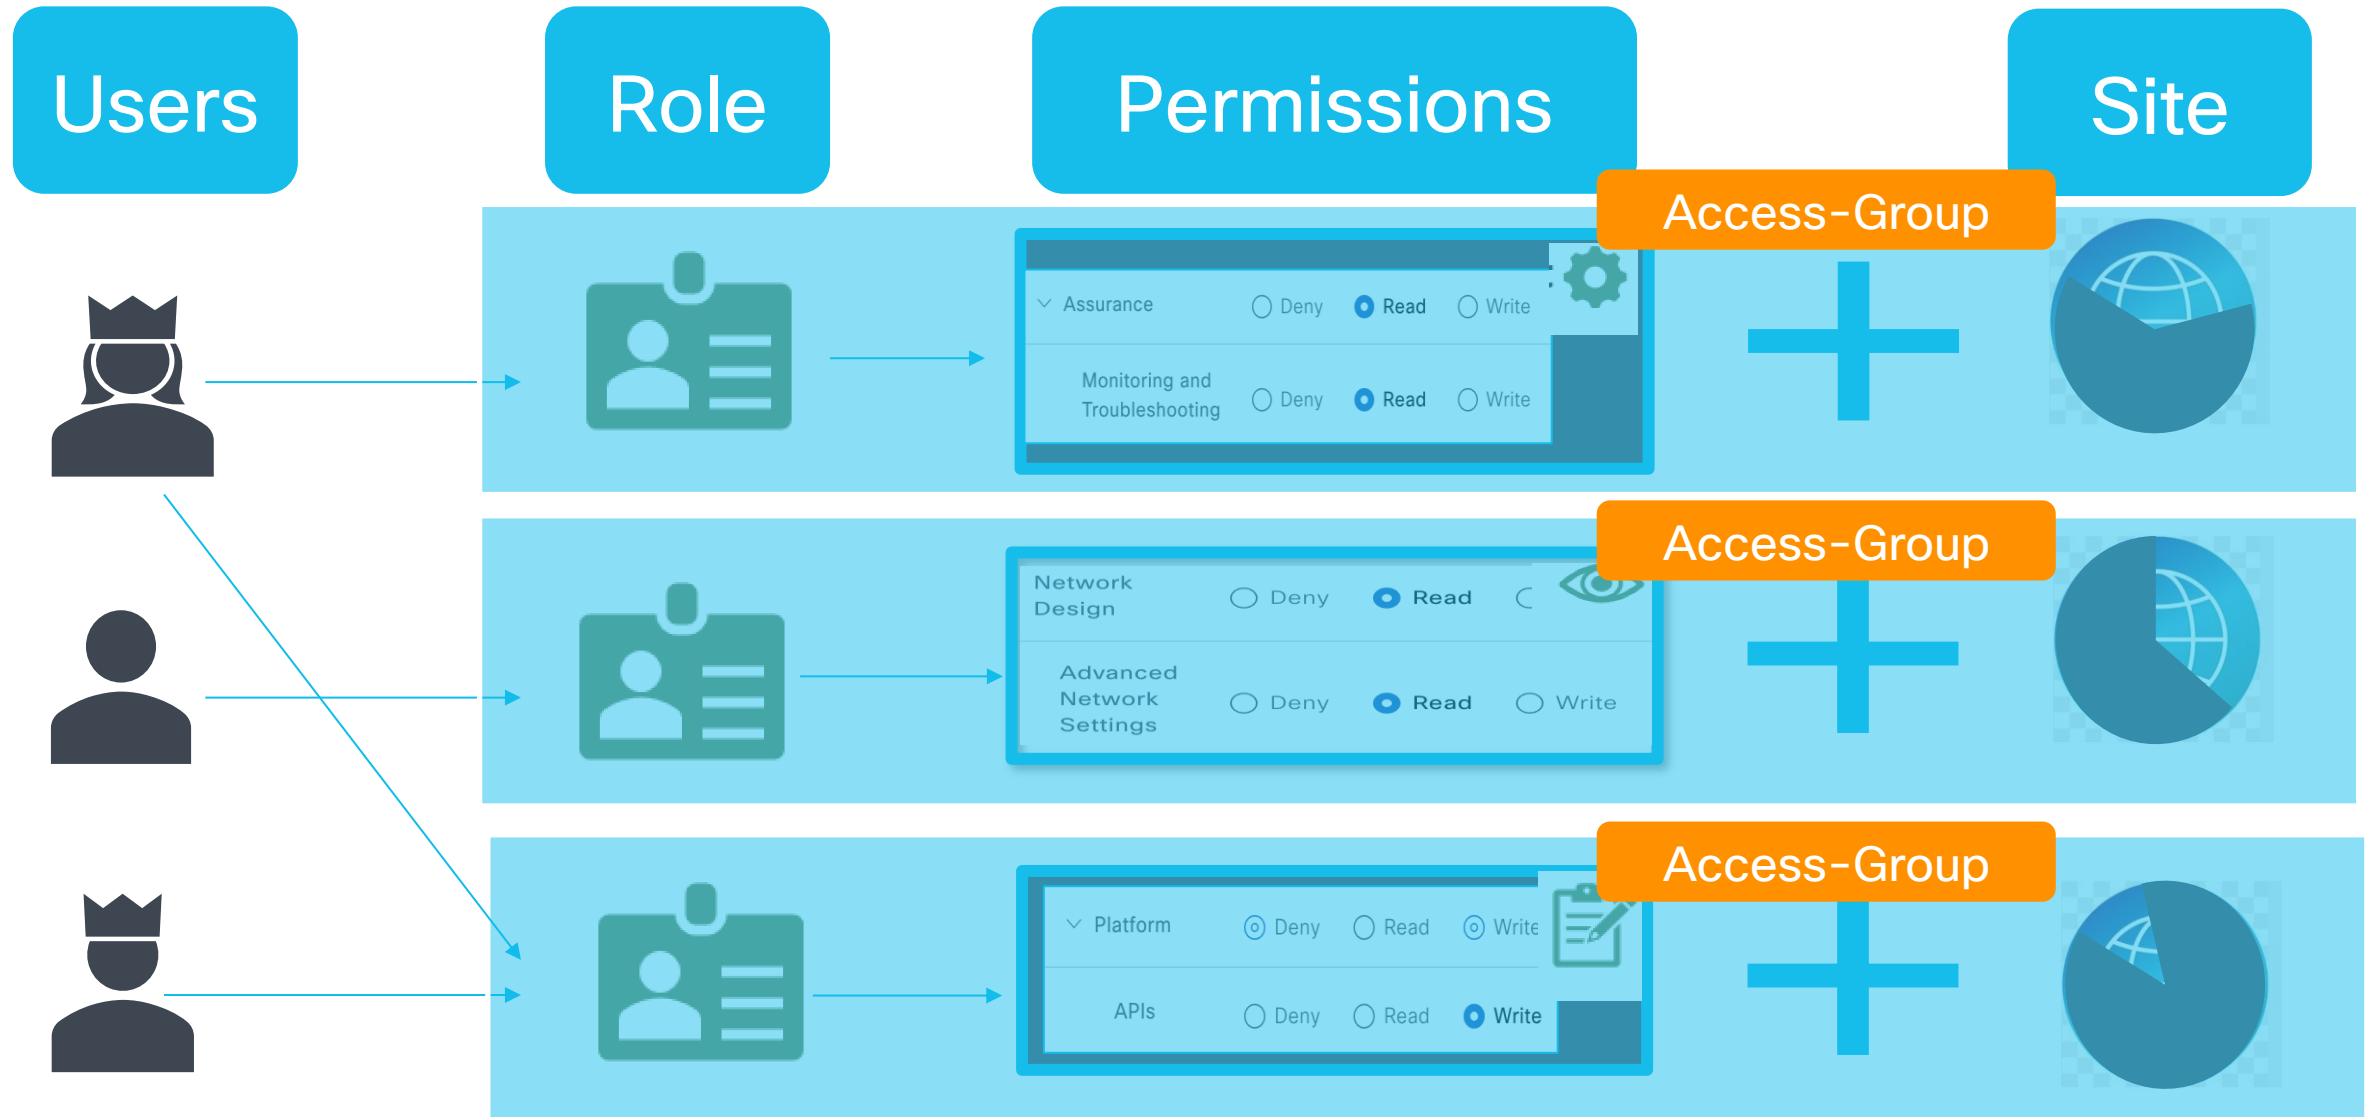 Users
Role
Permissions
Site
Access-Group
Assurance Deny Read Write
Monitoring and
Troubleshooting Deny Read Write
Access-Group
Network
Design Deny Read
Advanced
Network
Settings Deny Read Write
Access-Group
Platform Deny Read Write
APIs Deny Read Write